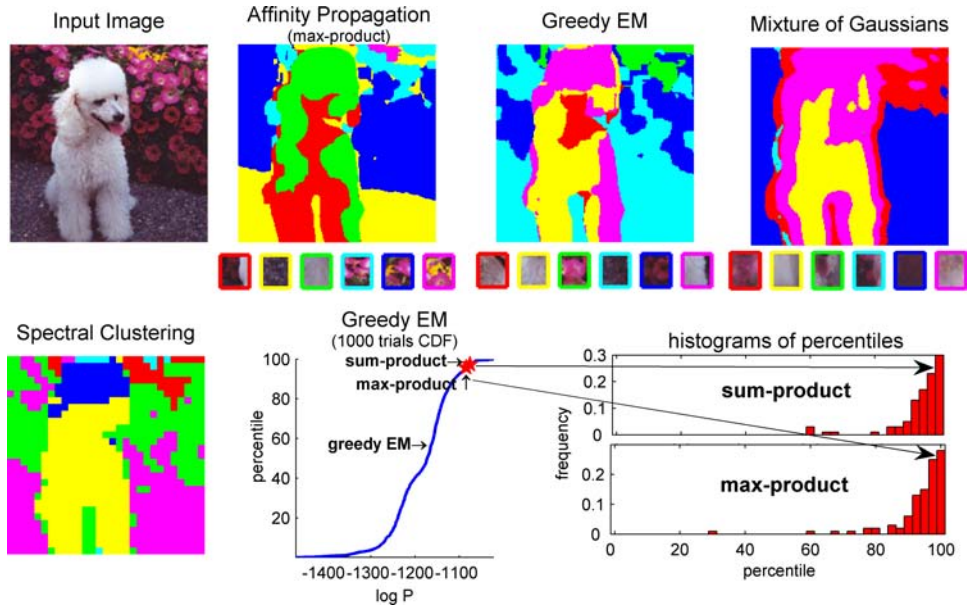 Input Image
Affinity Propagation
(max-product)
Greedy EM
Mixture of Gaussians
Spectral Clustering
Greedy EM
(1000 trials CDF)
sum-product→
max-product
greedy EM→
percentile
100
80
60
40
20
-1400 -1300 -1200 -1100
log P
histograms of percentiles
frequency
0.3
0.2
0.1
0
sum-product
0.2
0.1
0
max-product
0 20 40 60 80 100
percentile